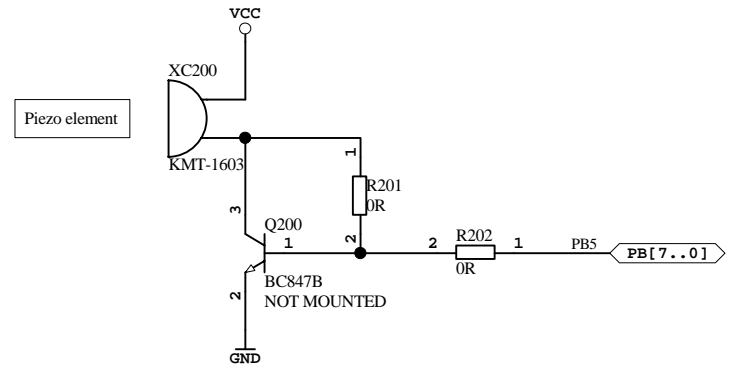 VCC
XC200
Piezo element
KMT-1603
1
R201
0R
3
Q200
1
2
2
R202
1
PB5
PB[7..0]
0R
BC847B
2
NOT MOUNTED
GND